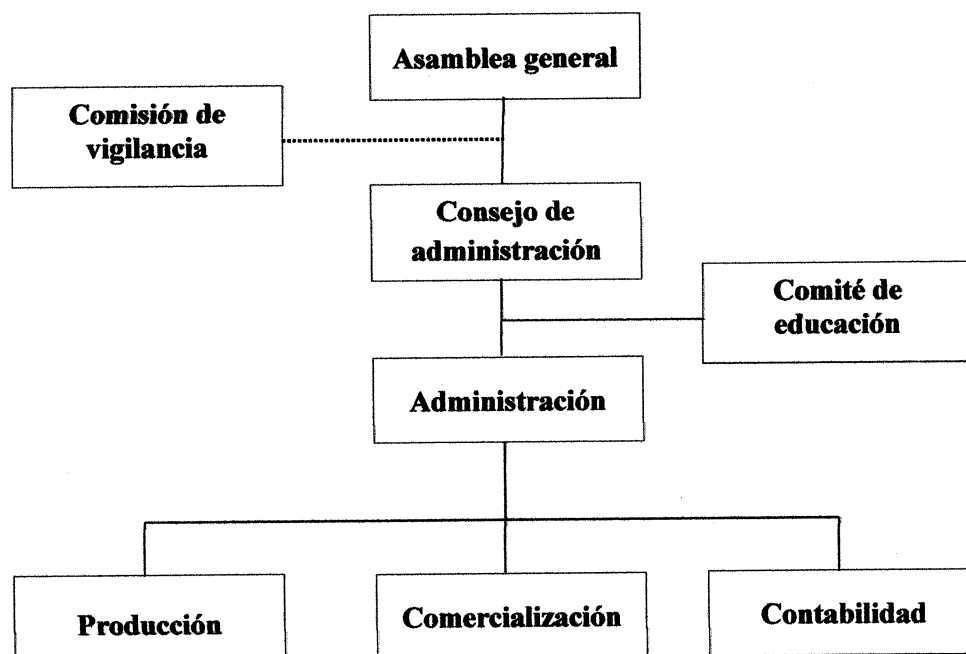 Asamblea general
Comisión de
vigilancia
Consejo de
administración
Comité de
educación
Administración
Producción
Comercialización
Contabilidad